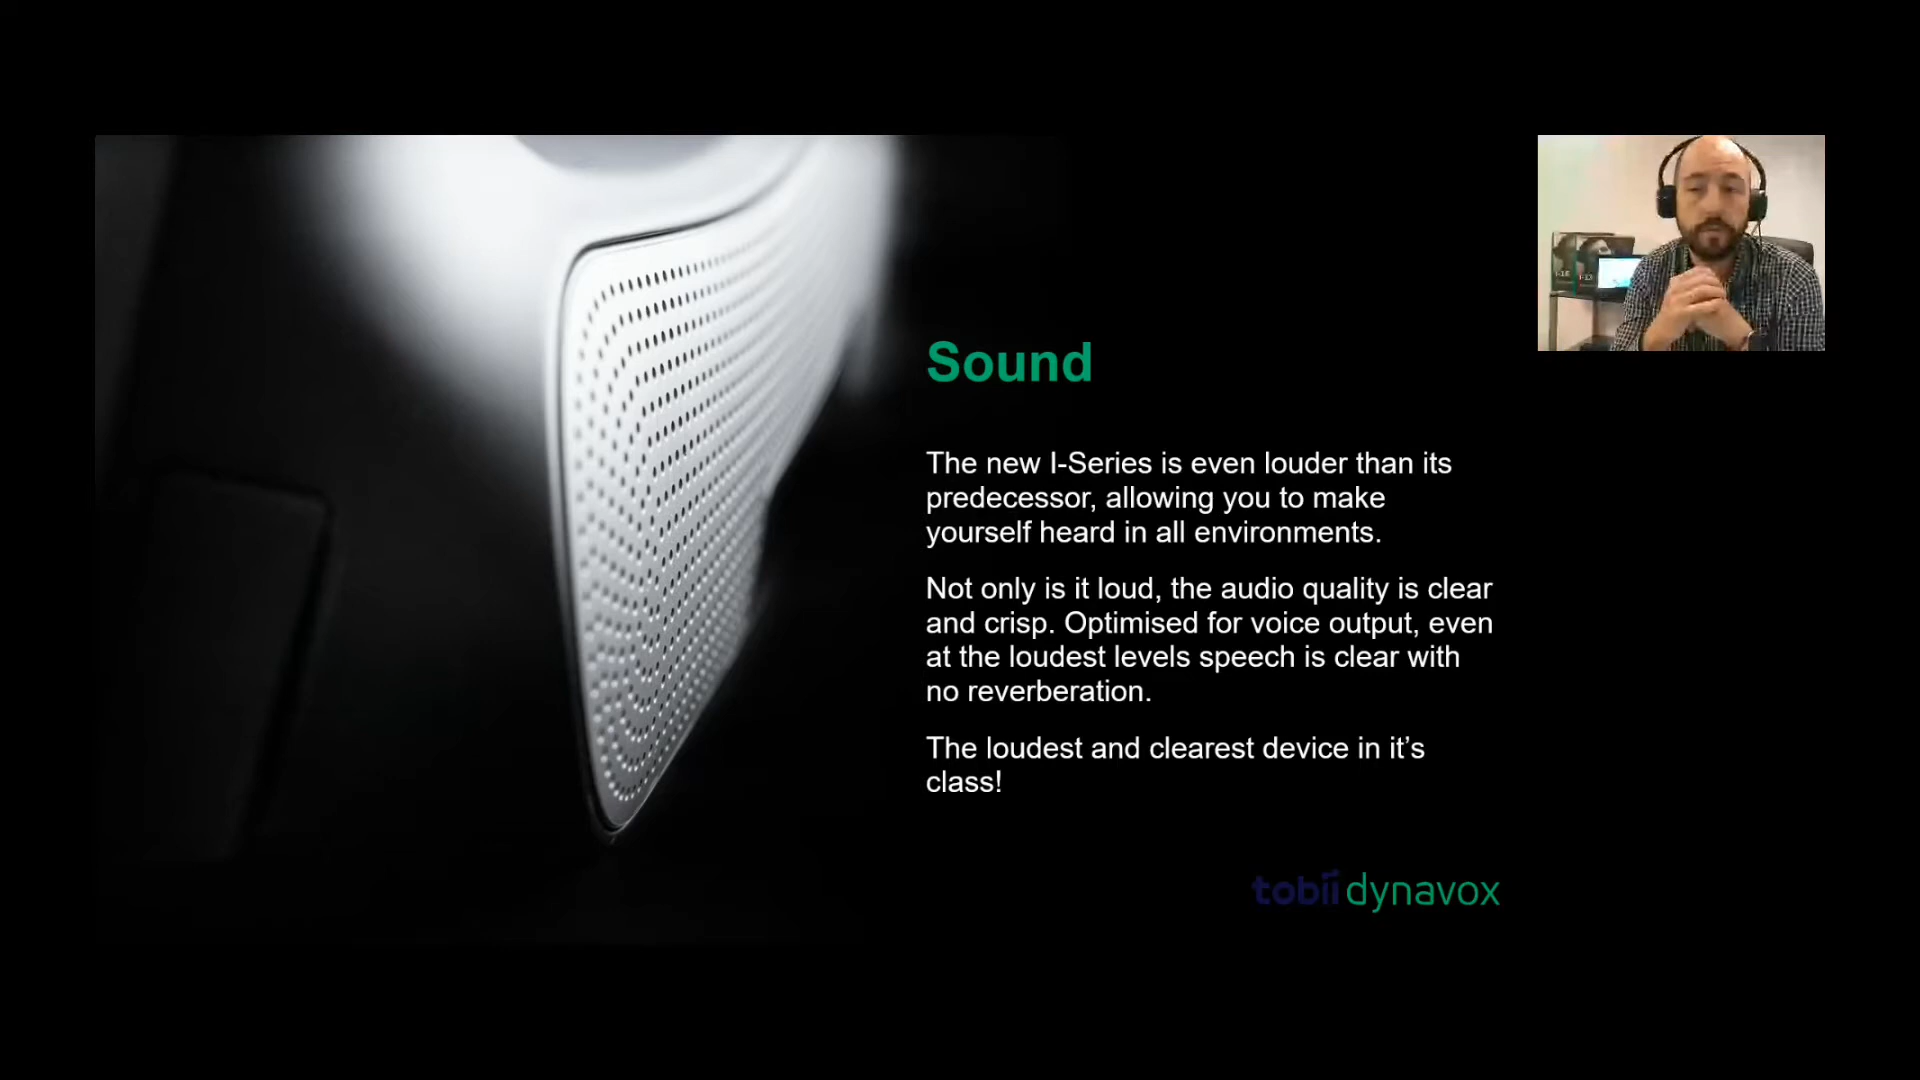 Sound
The new I-Series is even louder than its
predecessor, allowing you to make
yourself heard in all environments.
Not only is it loud, the audio quality is clear
and crisp. Optimised for voice output, even
at the loudest levels speech is clear with
no reverberation.
The loudest and clearest device in it’s
class!
tobii dynavox